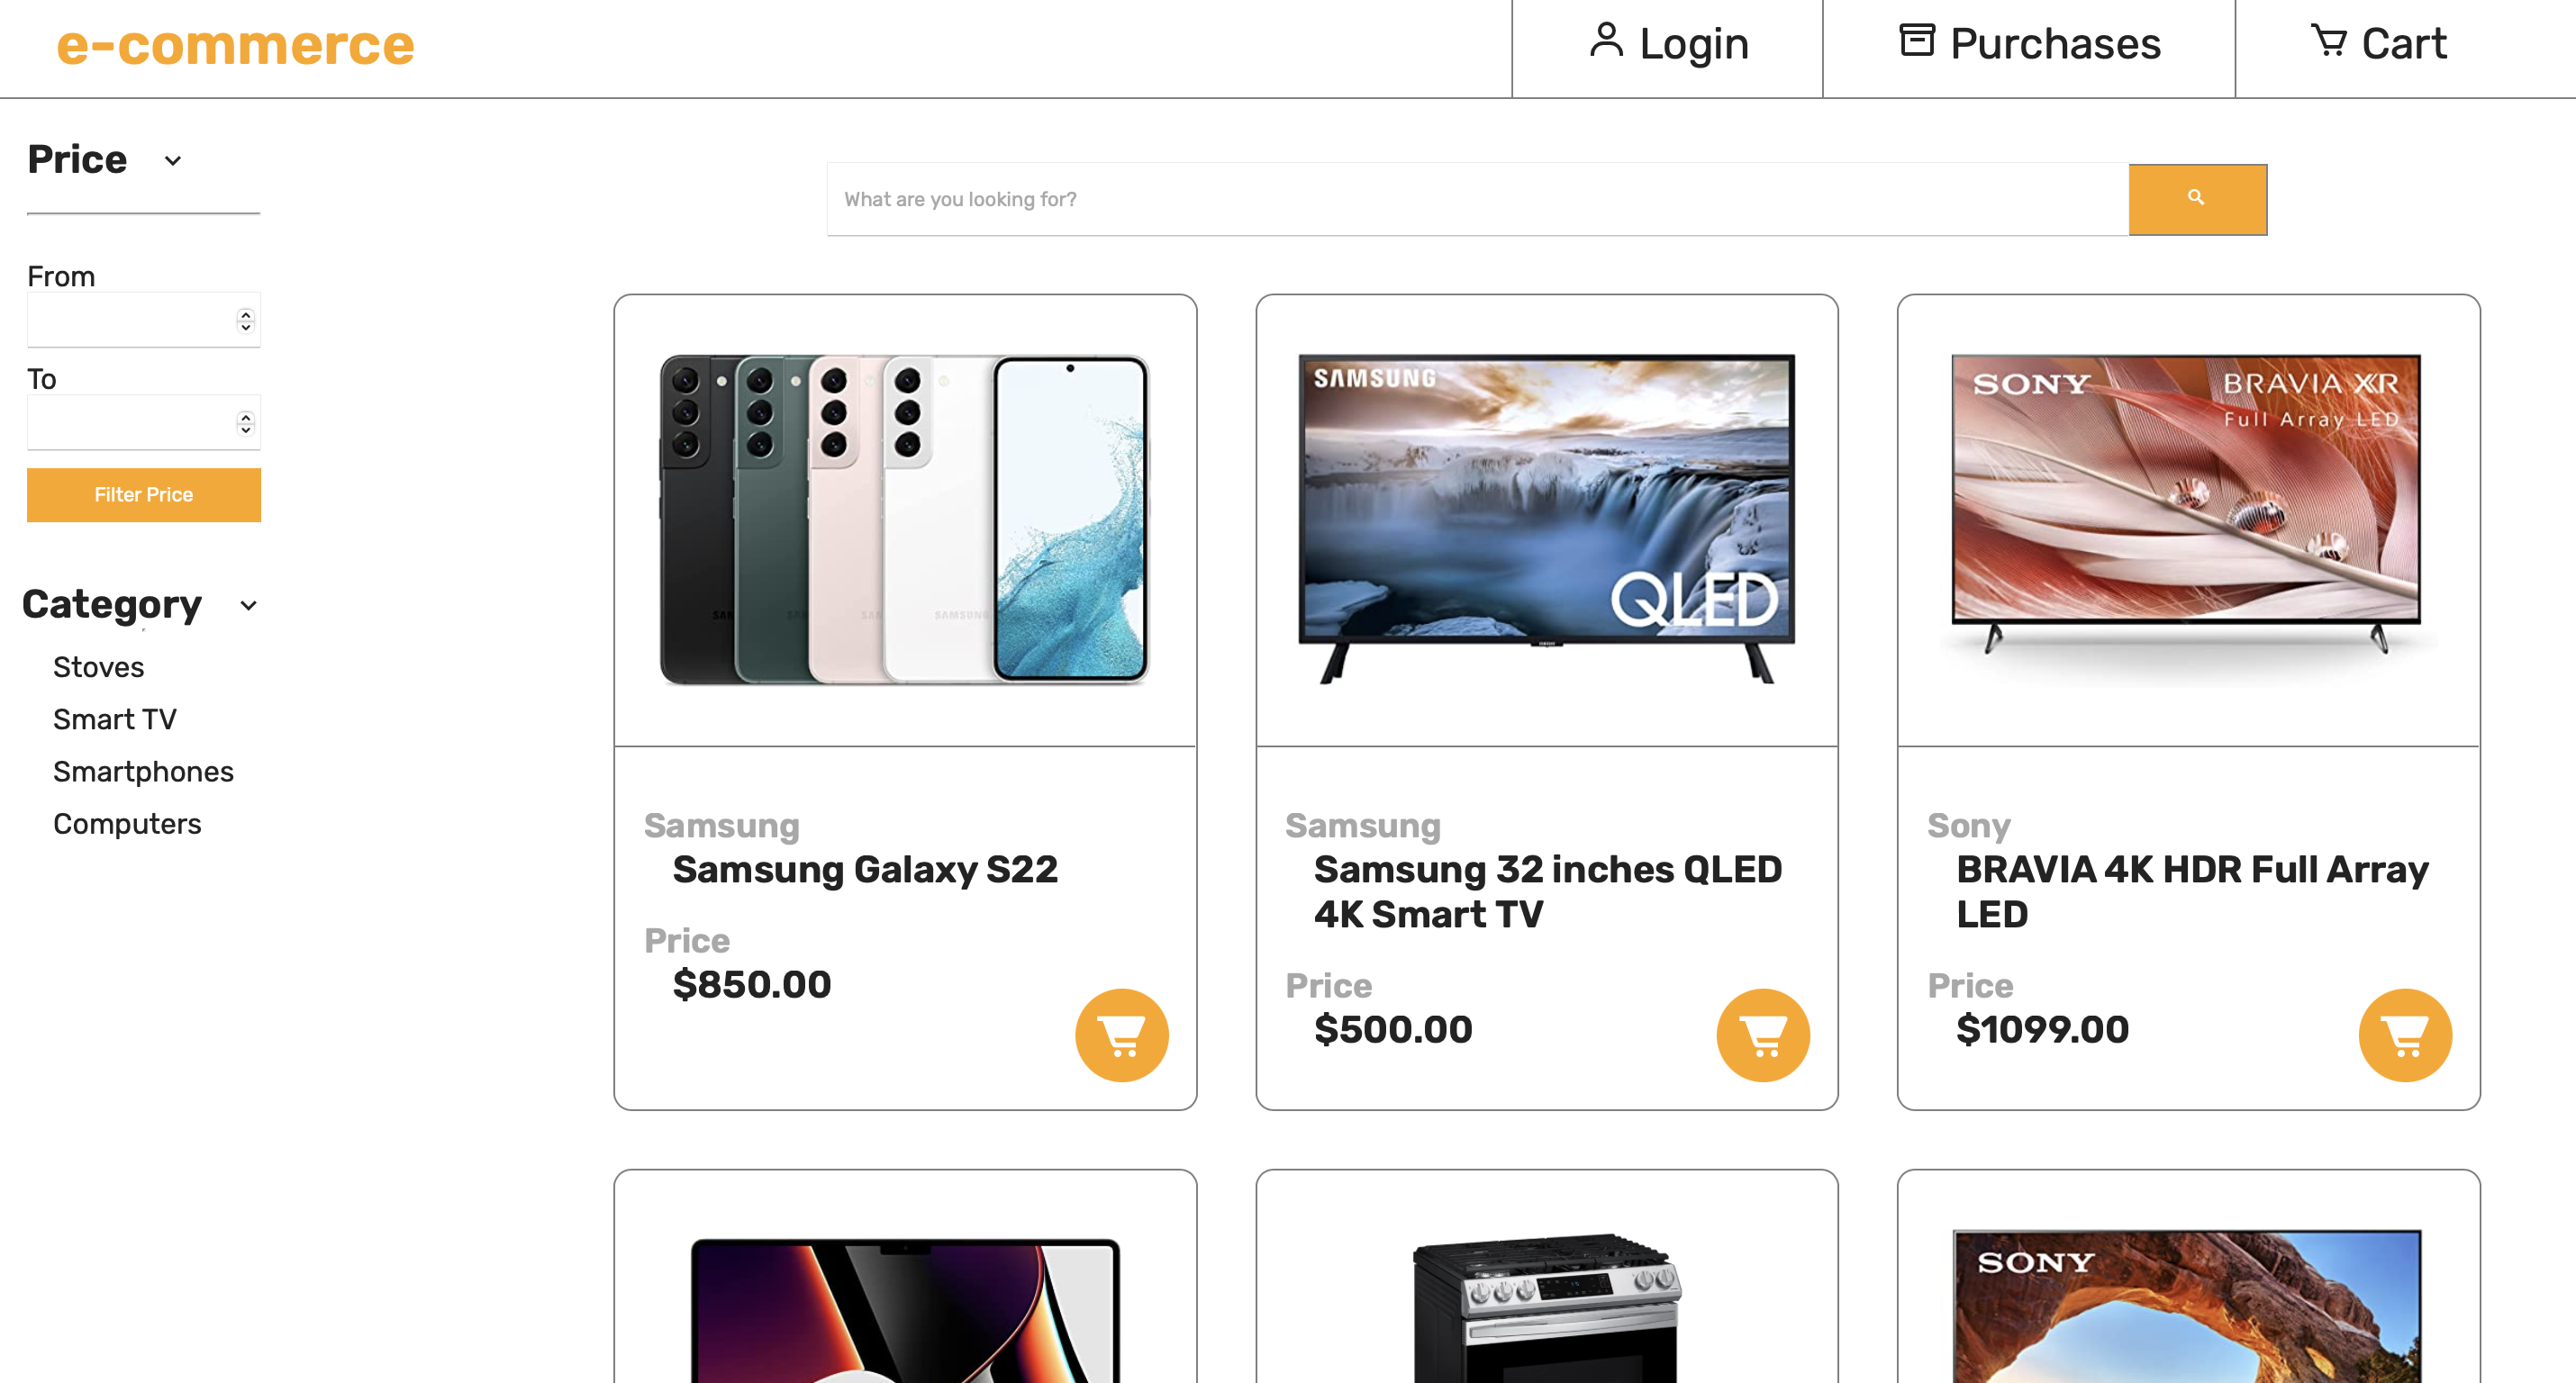 e-commerce
Login
Purchases
Cart
Price
What are you looking for?
From
To
Filter Price
Category
Stoves
Smart TV
Smartphones
Computers
SAMSUNG
SAMSUNG
QLED
SONY
BRAVIA XR
Full Array LED
Samsung
Samsung Galaxy S22
Price
$850.00
Samsung
Samsung 32 inches QLED
4K Smart TV
Price
$500.00
Sony
BRAVIA 4K HDR Full Array
LED
Price
$1099.00
SONY